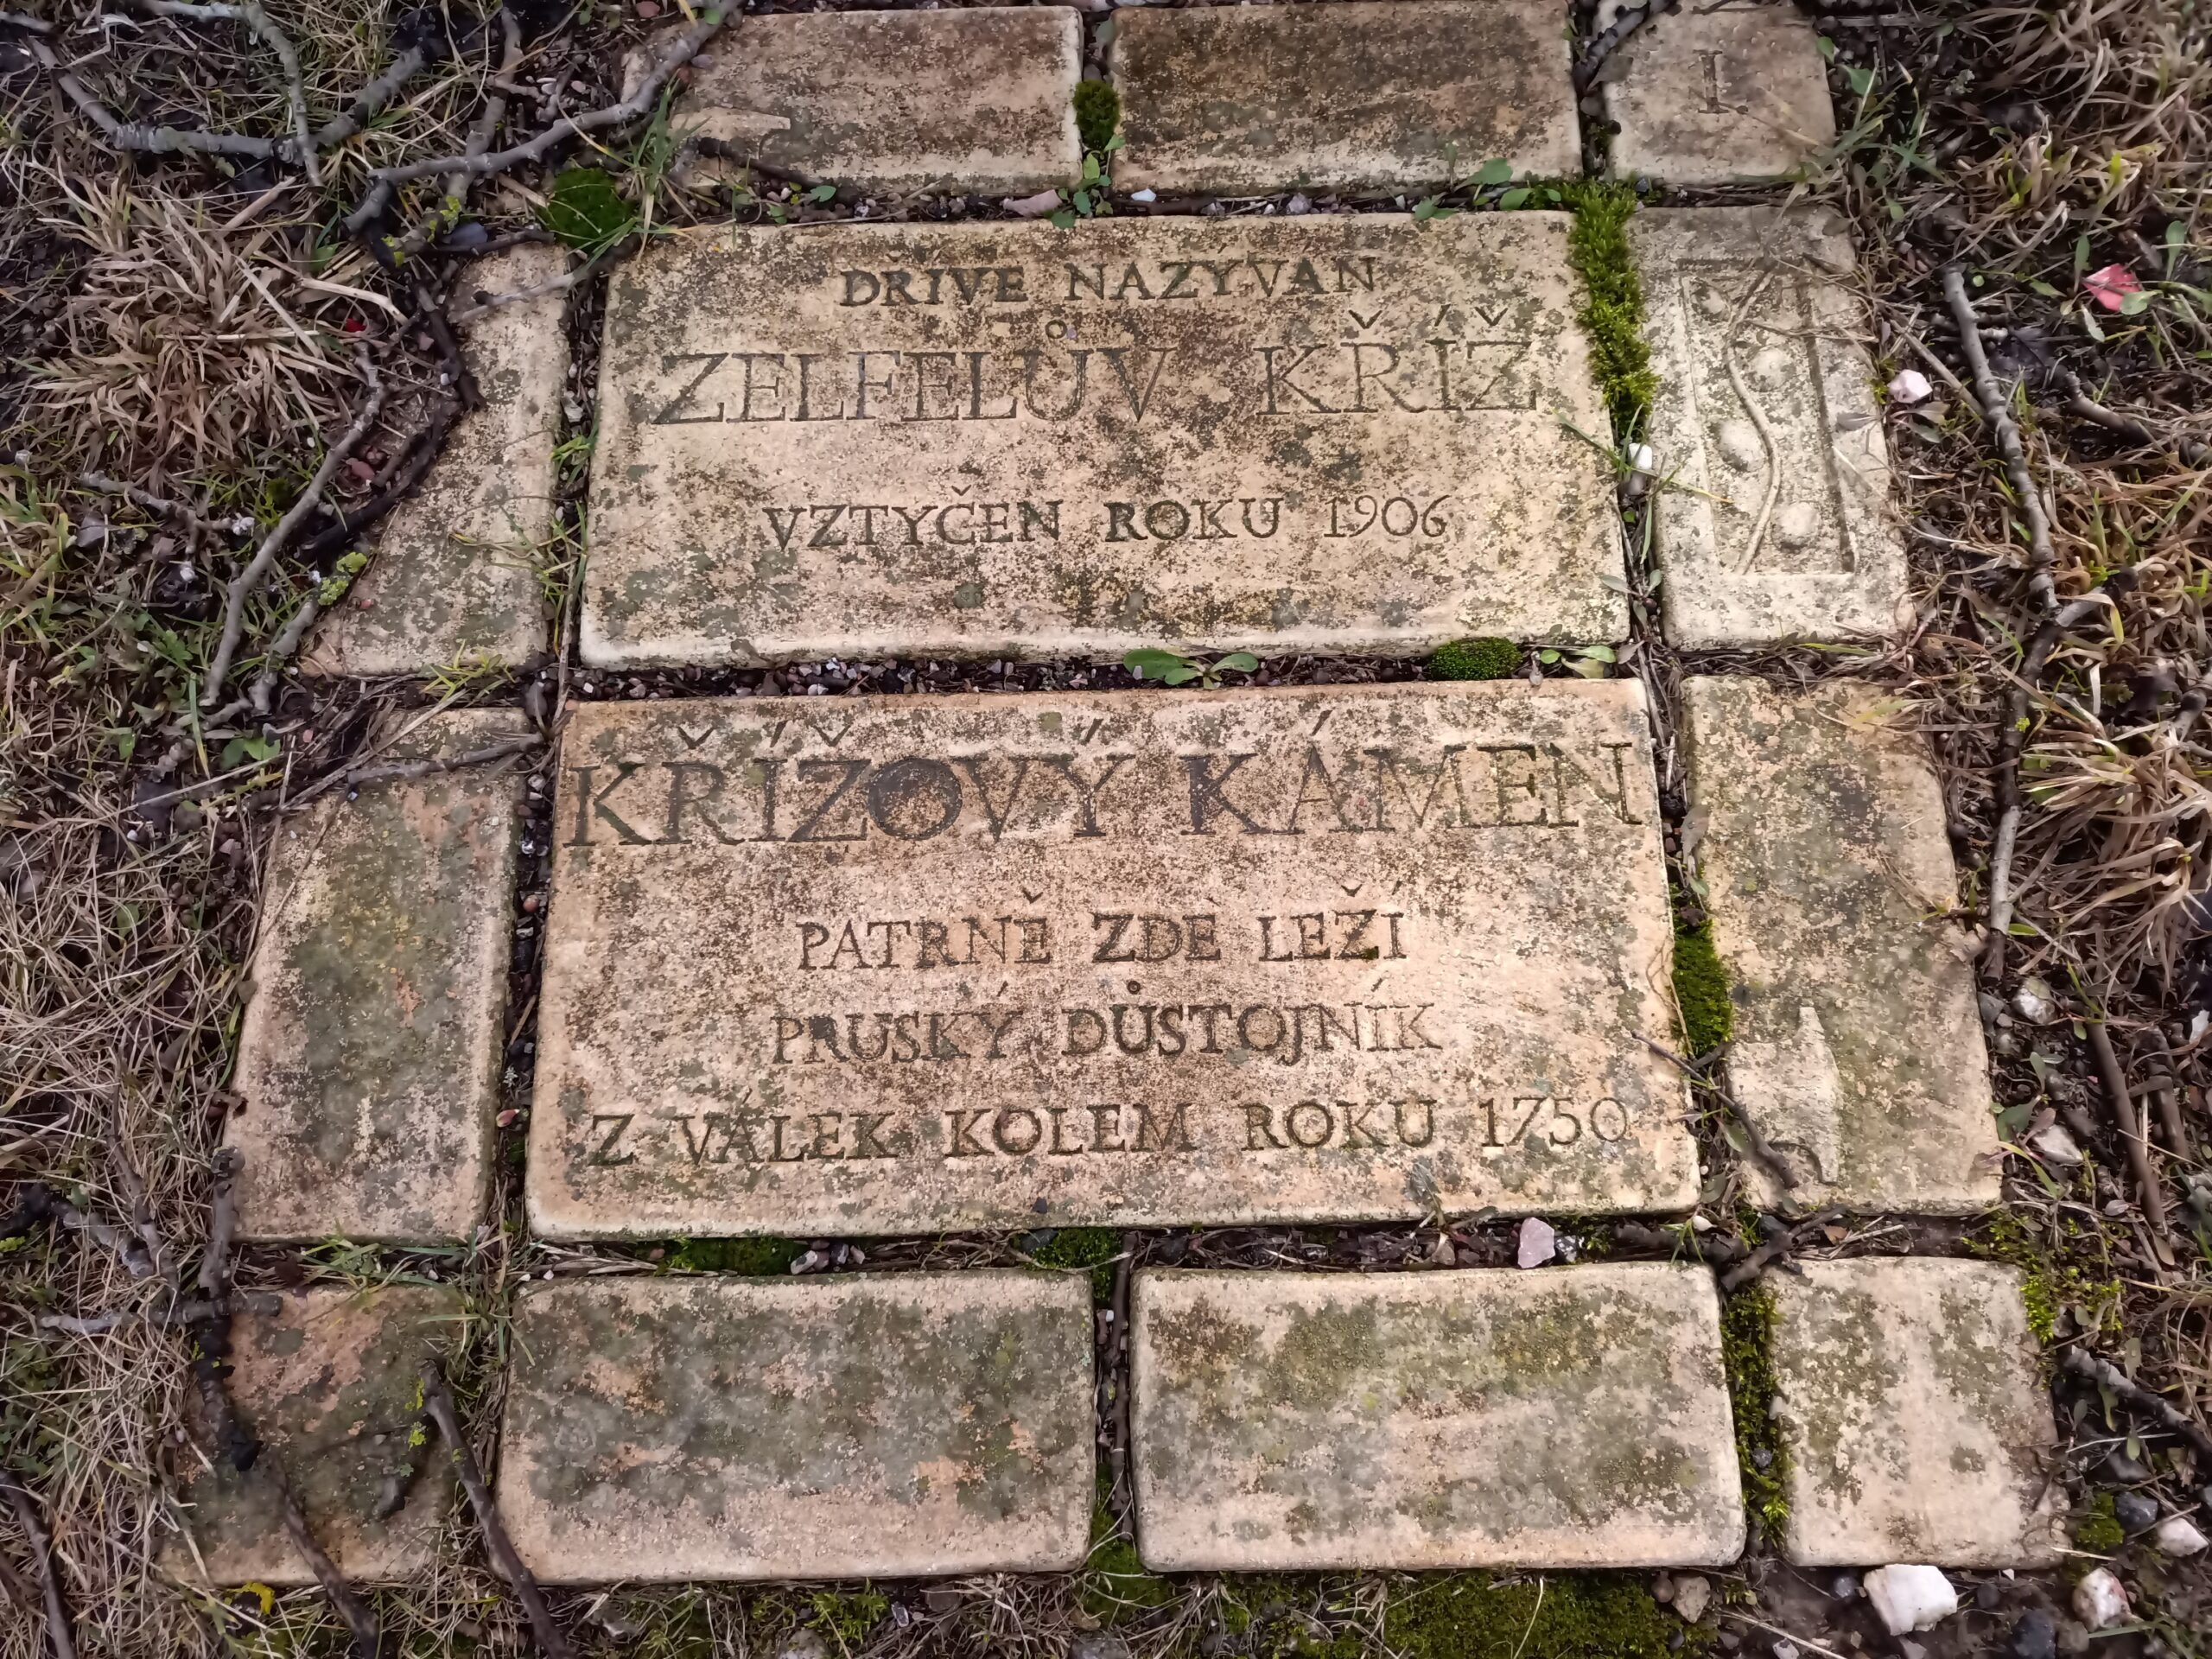 I.
DŘÍVE NAZÝVÁN
ZELFELŮV KŘÍŽ
VZTYČEN ROKU 1906
KŘÍŽOVÝ KÁMEN
PATRNĚ ZDE LEŽÍ
PRUSKÝ DŮSTOJNÍK
Z VÁLEK KOLEM ROKU 1750